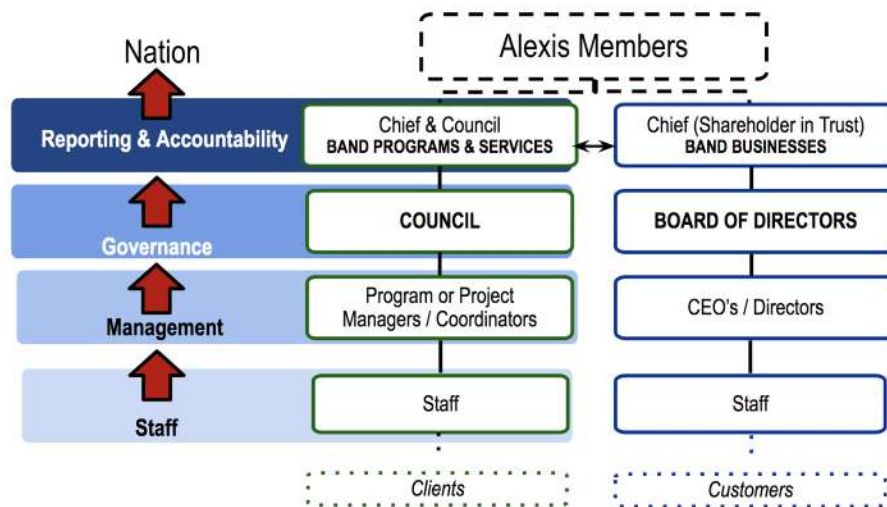 Nation
Alexis Members
Reporting & Accountability
Chief & Council
BAND PROGRAMS & SERVICES
Chief (Shareholder in Trust)
BAND BUSINESSES
Governance
COUNCIL
BOARD OF DIRECTORS
Management
Program or Project
Managers / Coordinators
CEO's / Directors
Staff
Staff
Staff
Clients
Customers